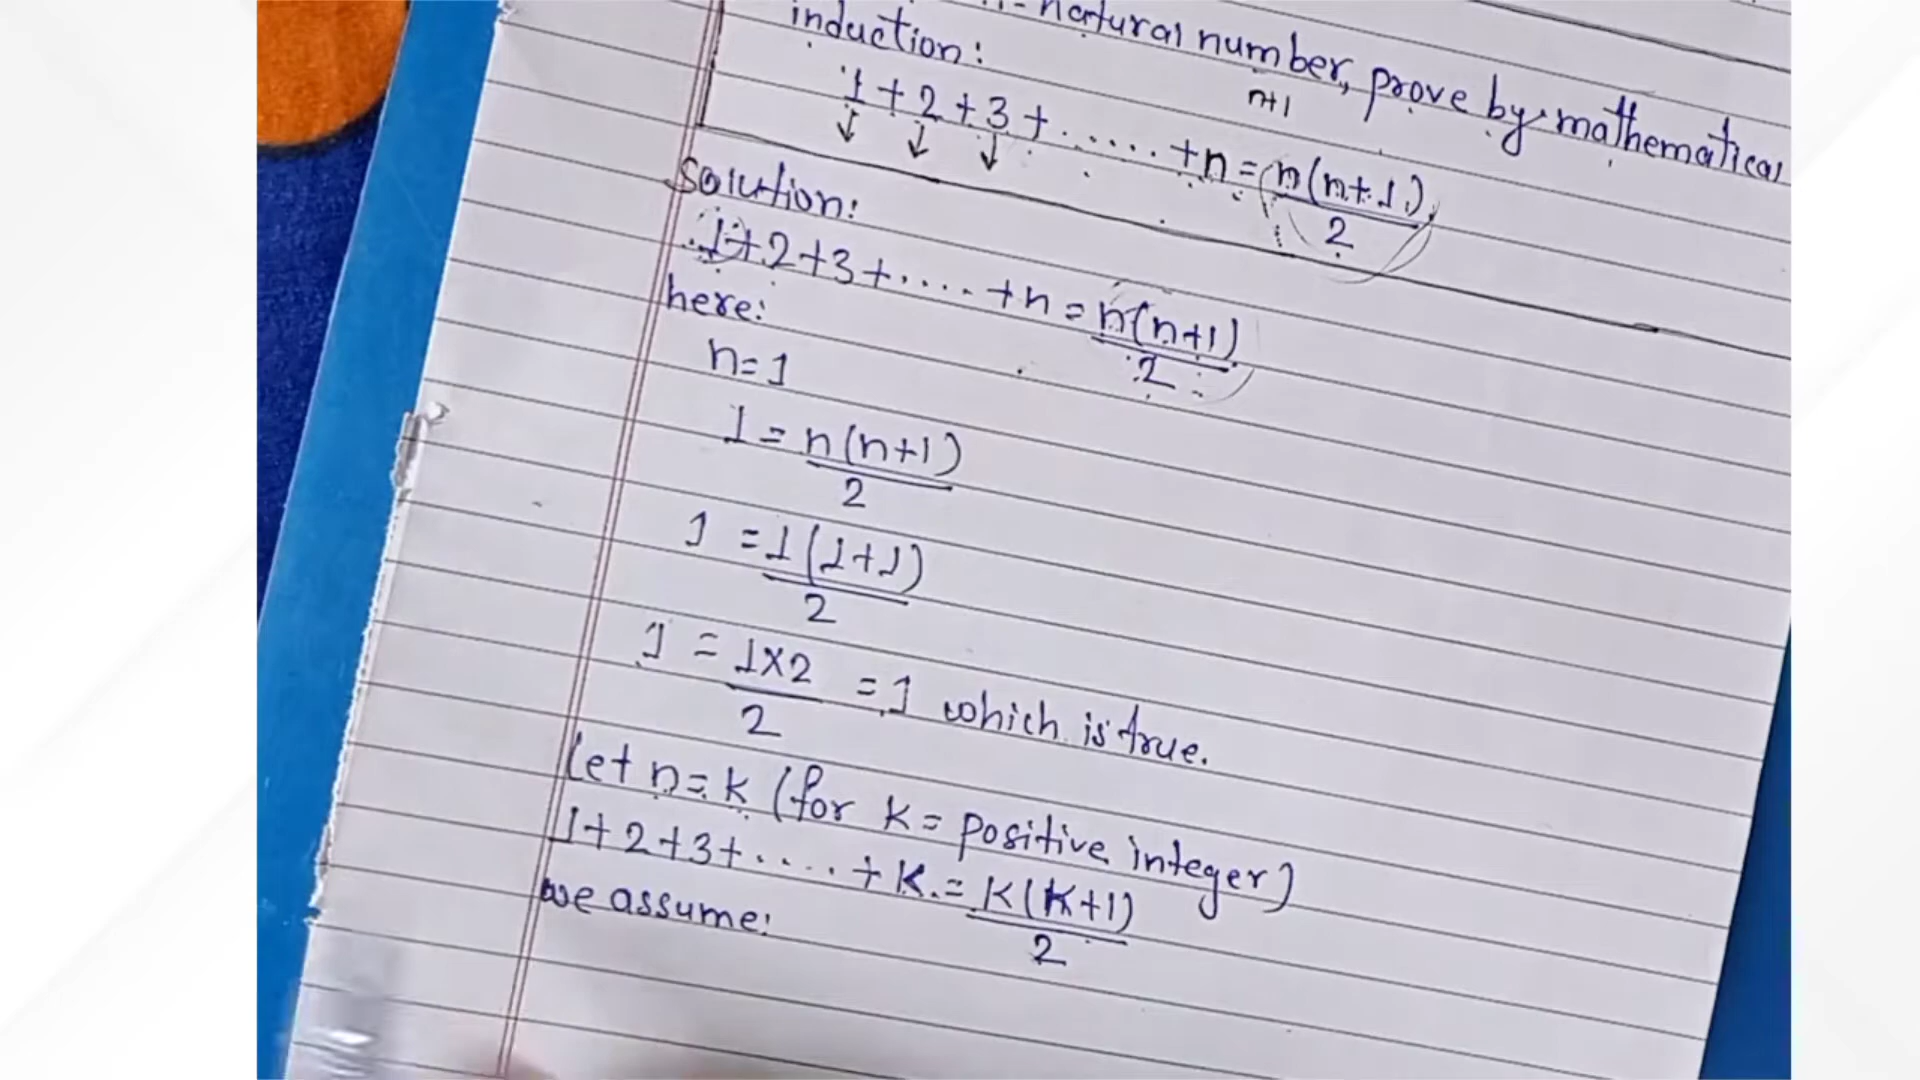 natural number, prove by mathematical
induction:
n+1
1+2+3+.....+n=n(n+1)/2
Solution:
1+2+3+.....+n=n(n+1)/2
here:
n=1
1=n(n+1)/2
1=1(1+1)/2
1=1×2/2=1 which is true.
Let n=k (for k= positive integer)
1+2+3+.....+k=k(k+1)/2
we assume: